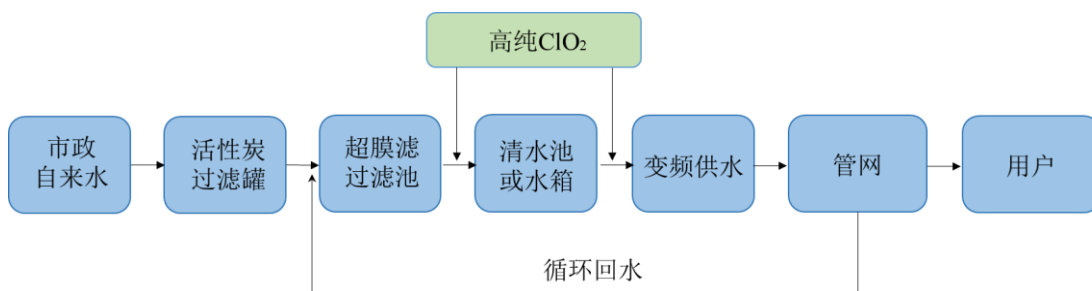 高纯ClO₂
市政
自来水
活性炭
过滤罐
超膜滤
过滤池
清水池
或水箱
变频供水
管网
用户
循环回水